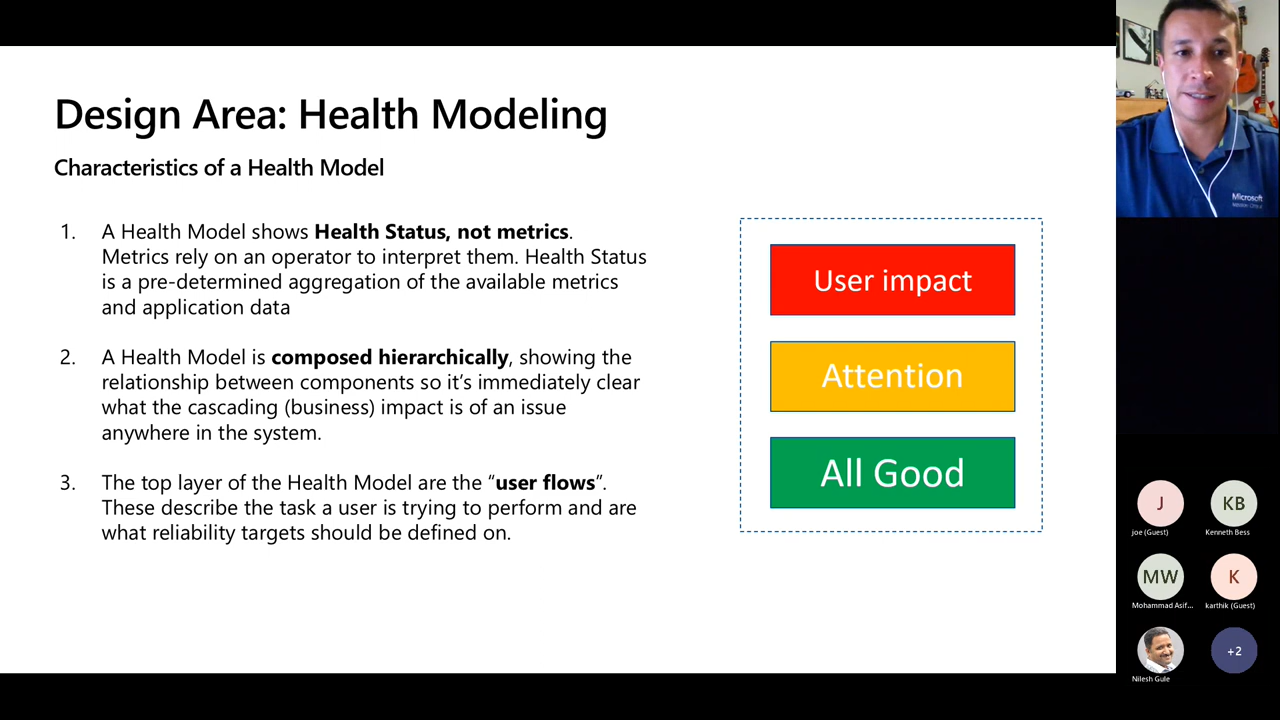 Design Area: Health Modeling
Characteristics of a Health Model
1. A Health Model shows Health Status, not metrics.
Metrics rely on an operator to interpret them. Health Status
is a pre-determined aggregation of the available metrics
and application data
2. A Health Model is composed hierarchically, showing the
relationship between components so it's immediately clear
what the cascading (business) impact is of an issue
anywhere in the system.
3. The top layer of the Health Model are the “user flows”.
These describe the task a user is trying to perform and are
what reliability targets should be defined on.
User impact
Attention
All Good
Microsoft
J
KB
joe (Guest)
Kenneth Bess
MW
K
Mohammad Asif...
karthik (Guest)
+2
Nilesh Gule